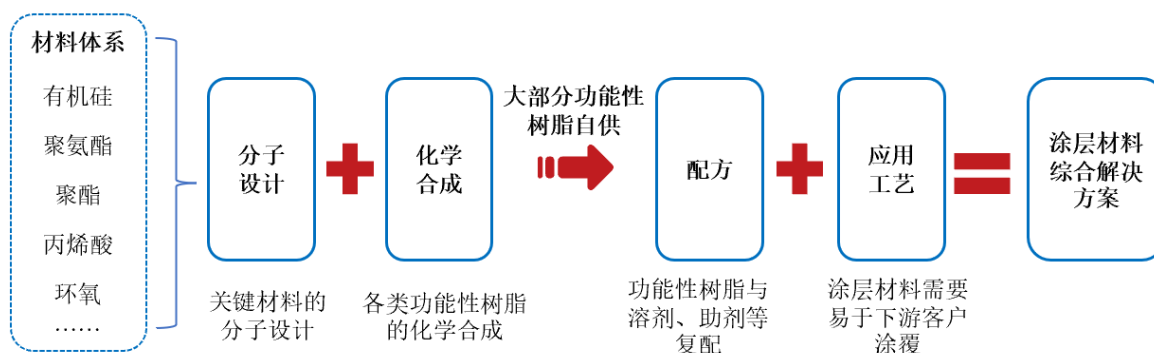 材料体系
有机硅
聚氨酯
聚酯
丙烯酸
环氧
……
分子
设计
关键材料的
分子设计
化学
合成
各类功能性树脂
的化学合成
大部分功能性
树脂自供
配方
功能性树脂与
溶剂、助剂等
复配
应用
工艺
涂层材料需要
易于下游客户
涂覆
涂层材料
综合解决
方案